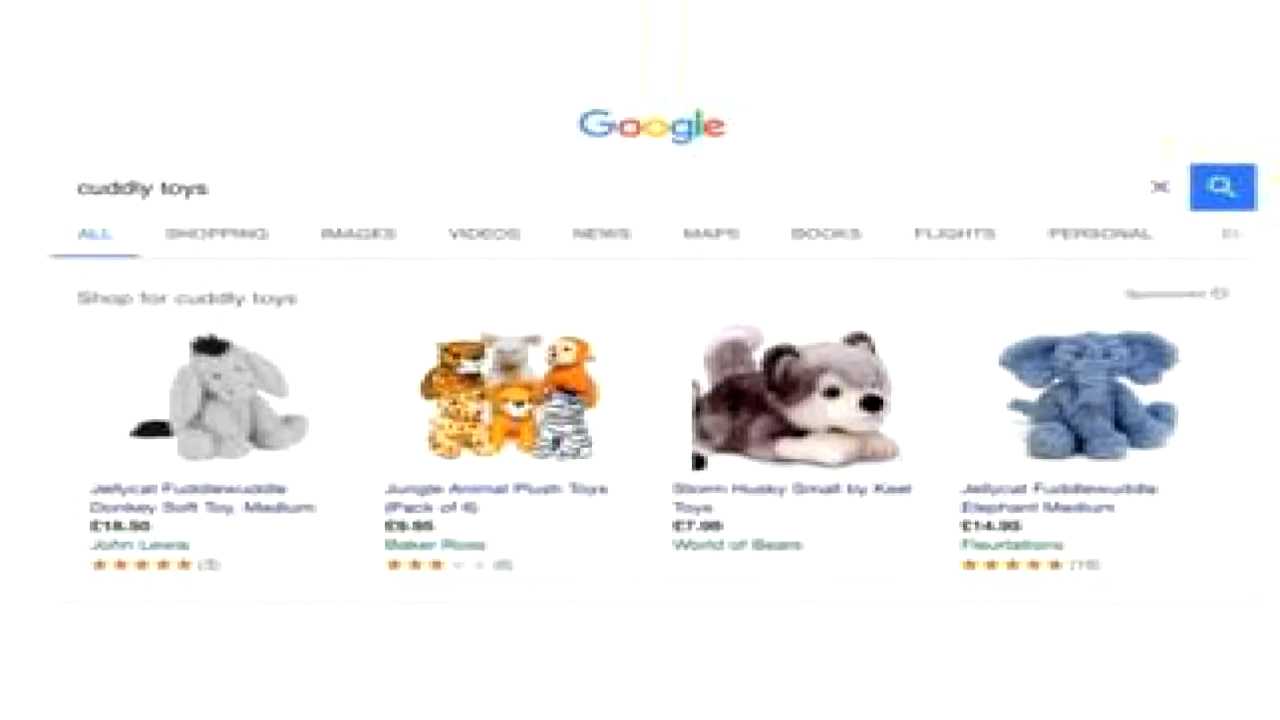 Google
cuddly toys
ALL SHOPPING IMAGES VIDEOS NEWS MAPS BOOKS FLIGHTS PERSONAL
Shop for cuddly toys Sponsored
Jellycat Fuddlewuddle Jungle Animal Plush Toys Storm Husky Small by Keel Jellycat Fuddlewuddle
Donkey Soft Toy, Medium (Pack of 6) Toys Elephant Medium
£18.50 £9.95 £7.99 £14.95
John Lewis Baker Ross World of Bears Fleurtations